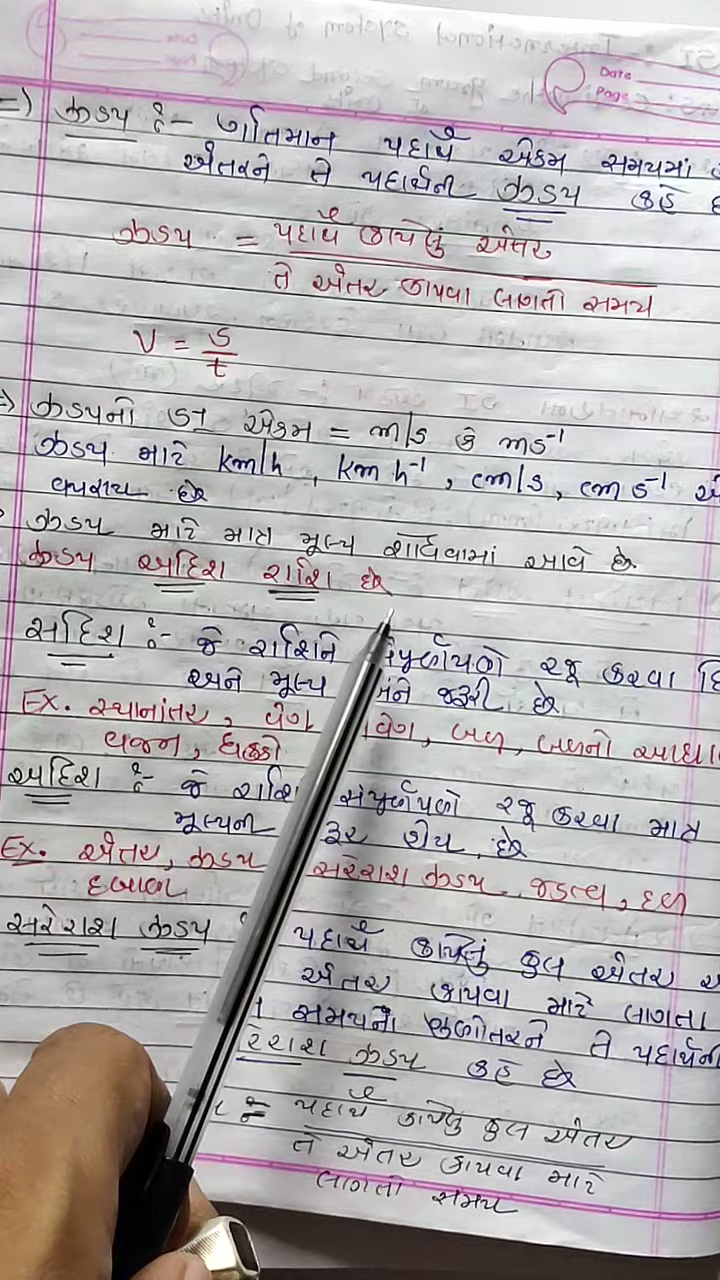 Date
Page
=) ઝડપ :- ગતિમાન પદાર્થે એકમ સમયમાં
અંતરને તે પદાર્થની ઝડપ કહે છે
ઝડપ = પદાર્થે કાપેલું અંતર
તે અંતર કાપવા લાગતો સમય
V = s
t
=) ઝડપનો SI એકમ = m/s કે ms⁻¹
ઝડપ માટે km/h, km h⁻¹, cm/s, cm s⁻¹
વપરાય છે
ઝડપ માટે માત્ર મૂલ્ય શોધવામાં આવે છે.
ઝડપ અદિશ રાશિ છે
સદિશ :- જે રાશિને સંપૂર્ણપણે રજૂ કરવા
અને મૂલ્ય બંને જરૂરી છે
Ex. સ્થાનાંતર, વેગ વેગ, બળ, બળનો
વજન, ધક્કો
અદિશ :- જે રાશિ સંપૂર્ણપણે રજૂ કરવા માત્ર
મૂલ્યની જરૂર હોય છે
Ex. અંતર, ઝડપ સરેરાશ ઝડપ, જડત્વ, દળ
દબાણ
સરેરાશ ઝડપ : પદાર્થે કાપેલું કુલ અંતર
અંતર કાપવા માટે લાગતા
સમયના ગુણોત્તરને તે પદાર્થની
સરેરાશ ઝડપ કહે છે
= પદાર્થે કાપેલું કુલ અંતર
તે અંતર કાપવા માટે
લાગતો સમય